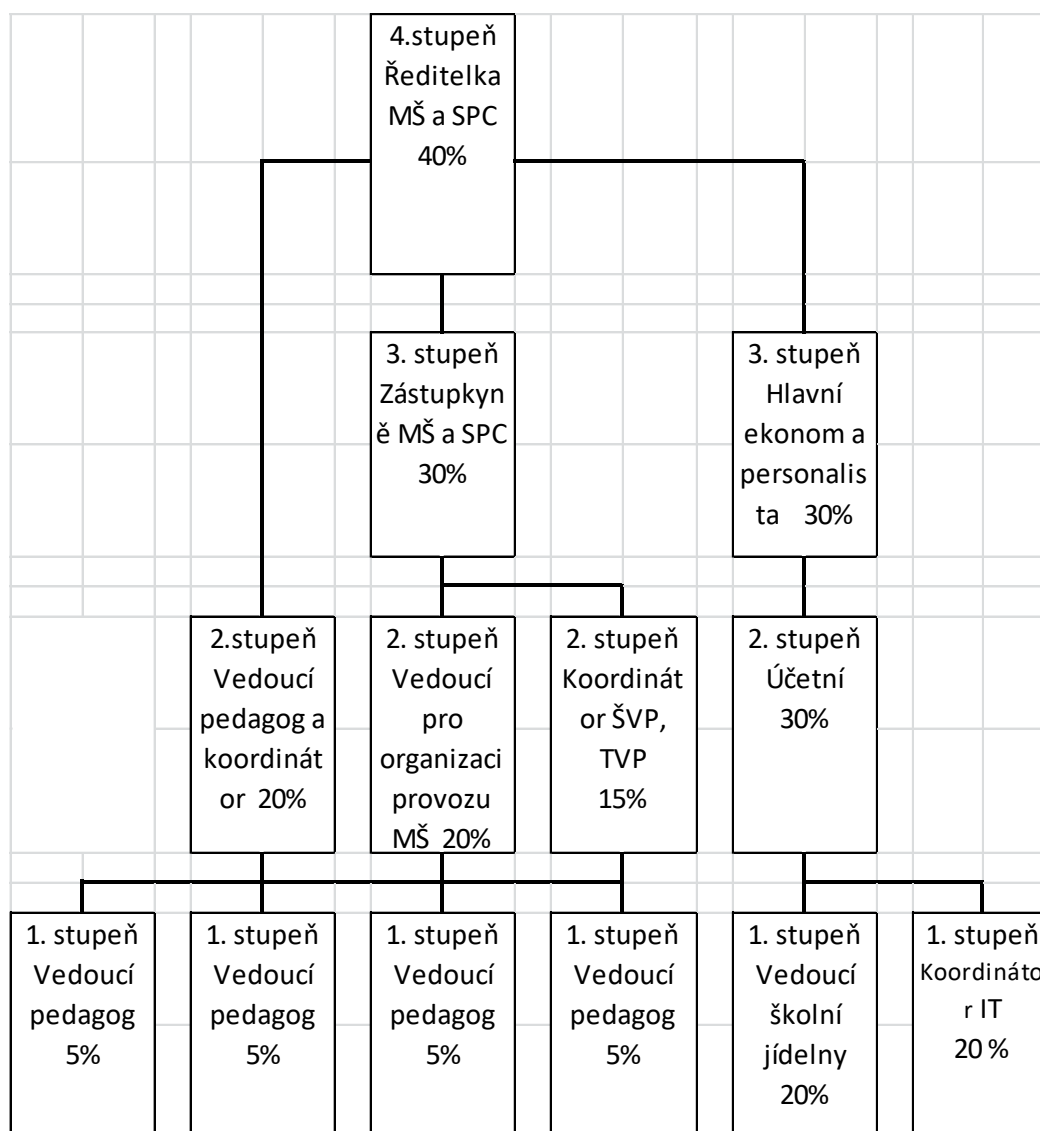 4.stupeň
Ředitelka
MŠ a SPC
40%
3. stupeň
Zástupkyn
ě MŠ a SPC
30%
3. stupeň
Hlavní
ekonom a
personalis
ta 30%
2.stupeň
Vedoucí
pedagog a
koordinát
or 20%
2. stupeň
Vedoucí
pro
organizaci
provozu
MŠ 20%
2. stupeň
Koordinát
or ŠVP,
TVP
15%
2. stupeň
Účetní
30%
1. stupeň
Vedoucí
pedagog
5%
1. stupeň
Vedoucí
pedagog
5%
1. stupeň
Vedoucí
pedagog
5%
1. stupeň
Vedoucí
pedagog
5%
1. stupeň
Vedoucí
školní
jídelny
20%
1. stupeň
Koordináto
r IT
20 %